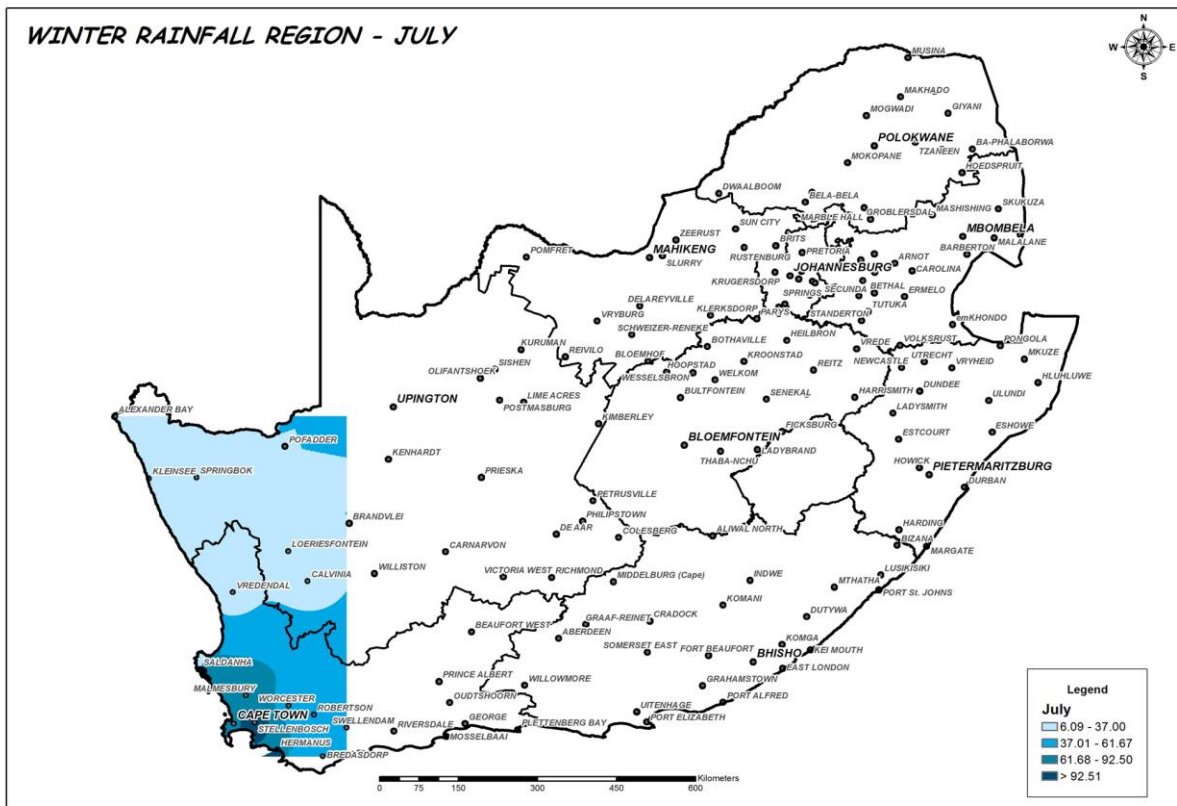 WINTER RAINFALL REGION - JULY
N
W E
S
MUSINA
MAKHADO
MOGWADI
GIYANI
POLOKWANE
TZANEEN
BA-PHALABORWA
MOKOPANE
HOEDSPRUIT
DWAALBOOM
BELA-BELA
GROBLERSDAL
MASHISHING
SKUKUZA
MARBLE HALL
SUN CITY
ZEERUST
MBOMBELA
MALALANE
BRITS
PRETORIA
BARBERTON
POMFRET
MAHIKENG
SLURRY
RUSTENBURG
JOHANNESBURG
ARNOT
CAROLINA
KRUGERSDORP
SPRINGS
SECUNDA
BETHAL
ERMELO
DELAREYVILLE
KLERKSDORP
PARYS
TUTUKA
VRYBURG
STANDERTON
emKHONDO
SCHWEIZER-RENEKE
HEILBRON
VOLKSRUST
PONGOLA
KURUMAN
REIVILO
BLOEMHOF
BOTHAVILLE
KROONSTAD
REITZ
VREDE
NEWCASTLE
UTRECHT
VRYHEID
MKUZE
SISHEN
OLIFANTSHOEK
WESSELSBRON
HOOPSTAD
WELKOM
HLUHLUWE
BULTFONTEIN
SENEKAL
HARRISMITH
DUNDEE
ULUNDI
UPINGTON
LIME ACRES
POSTMASBURG
LADYSMITH
ALEXANDER BAY
KIMBERLEY
FICKSBURG
ESTCOURT
ESHOWE
POFADDER
BLOEMFONTEIN
LADYBRAND
THABA-NCHU
KENHARDT
HOWICK
PIETERMARITZBURG
KLEINSEE
SPRINGBOK
PRIESKA
DURBAN
PETRUSVILLE
BRANDVLEI
PHILIPSTOWN
DE AAR
COLESBERG
ALIWAL NORTH
HARDING
BIZANA
MARGATE
LOERIESFONTEIN
CARNARVON
CALVINIA
WILLISTON
VICTORIA WEST
RICHMOND
MIDDELBURG (Cape)
INDWE
LUSIKISIKI
MTHATHA
PORT St. JOHNS
VREDENDAL
KOMANI
DUTYWA
GRAAF-REINET
CRADOCK
BEAUFORT WEST
ABERDEEN
SOMERSET EAST
FORT BEAUFORT
BHISHO
KOMGA
KEI MOUTH
EAST LONDON
SALDANHA
PRINCE ALBERT
WILLOWMORE
GRAHAMSTOWN
MALMESBURY
WORCESTER
ROBERTSON
OUDTSHOORN
PORT ALFRED
CAPE TOWN
UITENHAGE
STELLENBOSCH
SWELLENDAM
RIVERSDALE
GEORGE
PLETTENBERG BAY
PORT ELIZABETH
HERMANUS
MOSSELBAAI
BREDASDORP
Kilometers
0 75 150 300 450 600
Legend
July
6.09 - 37.00
37.01 - 61.67
61.68 - 92.50
> 92.51